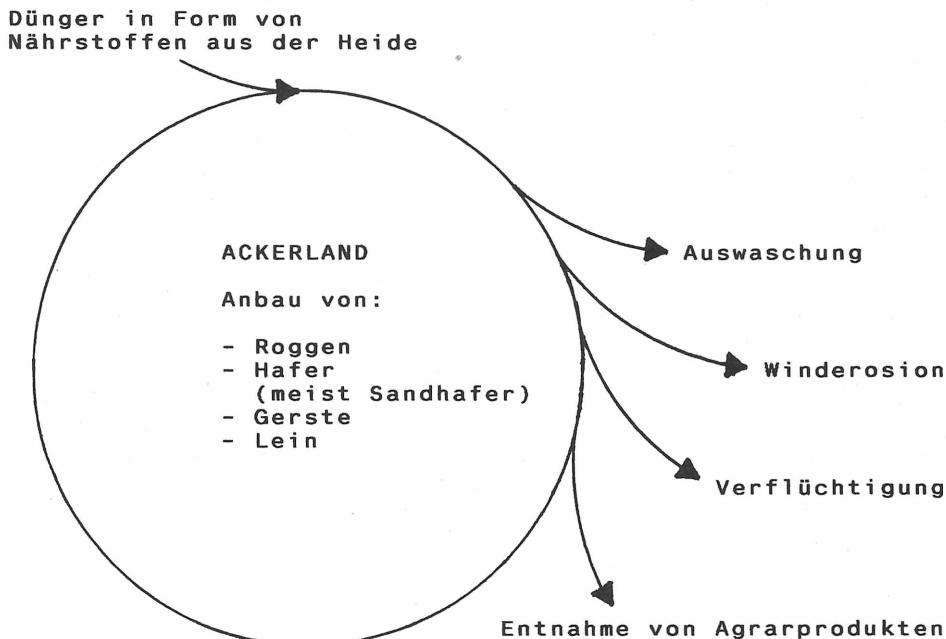 Dünger in Form von
Nährstoffen aus der Heide
ACKERLAND
Anbau von:
- Roggen
- Hafer
(meist Sandhafer)
- Gerste
- Lein
Auswaschung
Winderosion
Verflüchtigung
Entnahme von Agrarprodukten